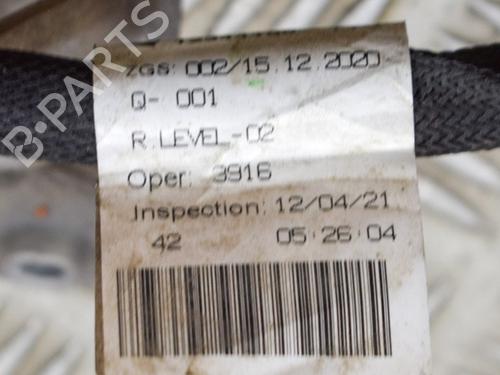 ZGS: 002/15.12.2020
Q- 001
R.LEVEL-02
Oper: 3916
Inspection: 12/04/21
42 05:26:04
B-PARTS